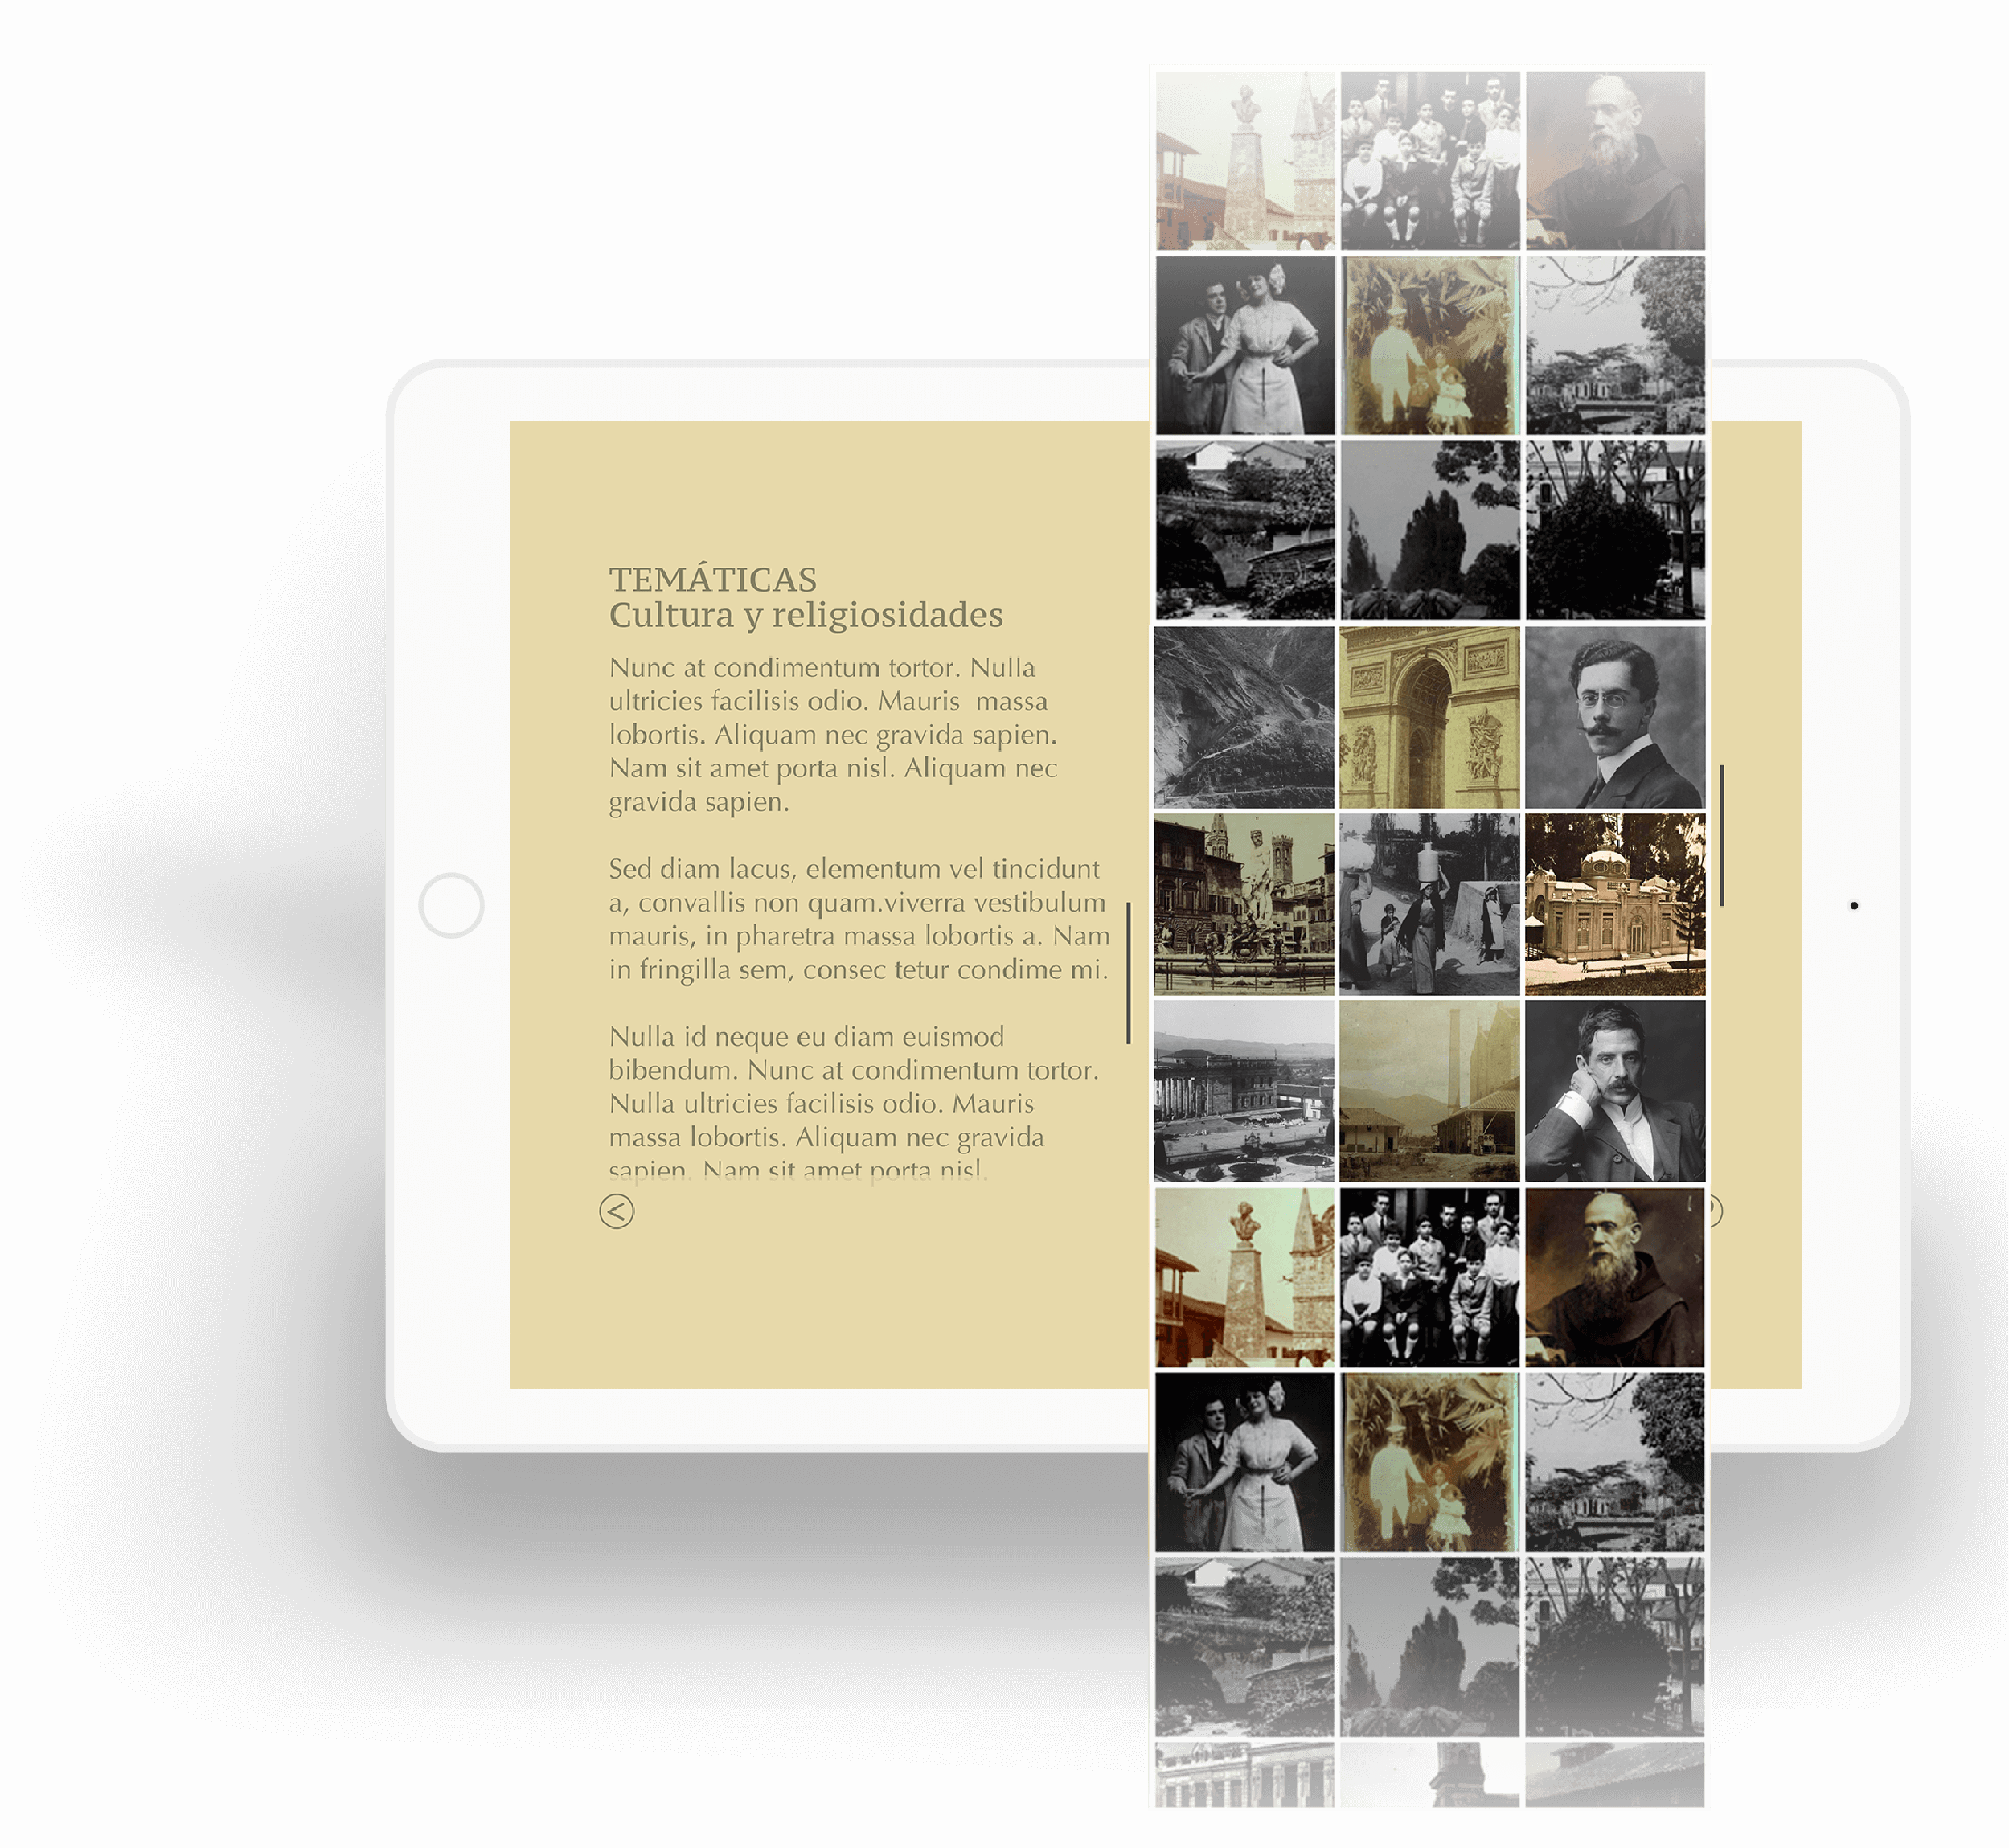 TEMÁTICAS
Cultura y religiosidades
Nunc at condimentum tortor. Nulla
ultricies facilisis odio. Mauris  massa
lobortis. Aliquam nec gravida sapien.
Nam sit amet porta nisl. Aliquam nec
gravida sapien.
Sed diam lacus, elementum vel tincidunt
a, convallis non quam.viverra vestibulum
mauris, in pharetra massa lobortis a. Nam
in fringilla sem, consec tetur condime mi.
Nulla id neque eu diam euismod
bibendum. Nunc at condimentum tortor.
Nulla ultricies facilisis odio. Mauris
massa lobortis. Aliquam nec gravida
sapien. Nam sit amet porta nisl.